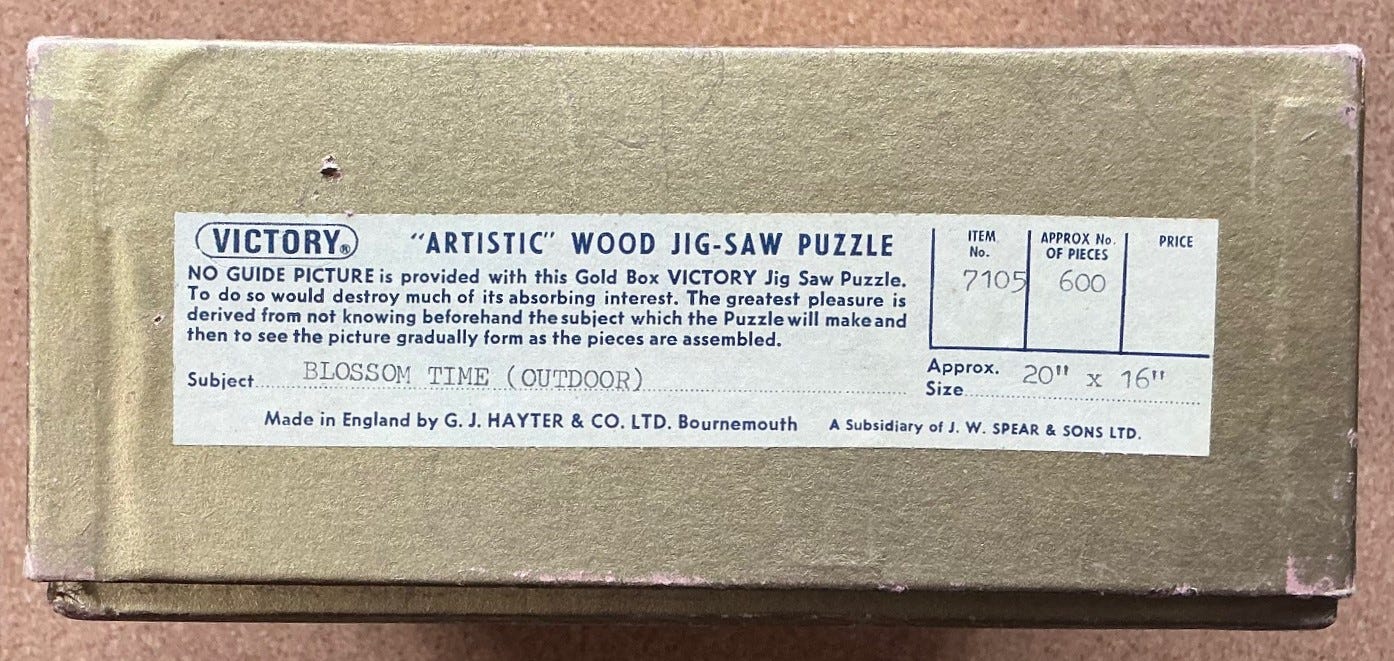 VICTORY® "ARTISTIC" WOOD JIG-SAW PUZZLE
NO GUIDE PICTURE is provided with this Gold Box VICTORY Jig Saw Puzzle.
To do so would destroy much of its absorbing interest. The greatest pleasure is
derived from not knowing beforehand the subject which the Puzzle will make and
then to see the picture gradually form as the pieces are assembled.
ITEM No. 7105
APPROX No. OF PIECES 600
PRICE
Subject BLOSSOM TIME (OUTDOOR)
Approx. Size 20" x 16"
Made in England by G. J. HAYTER & CO. LTD. Bournemouth A Subsidiary of J. W. SPEAR & SONS LTD.